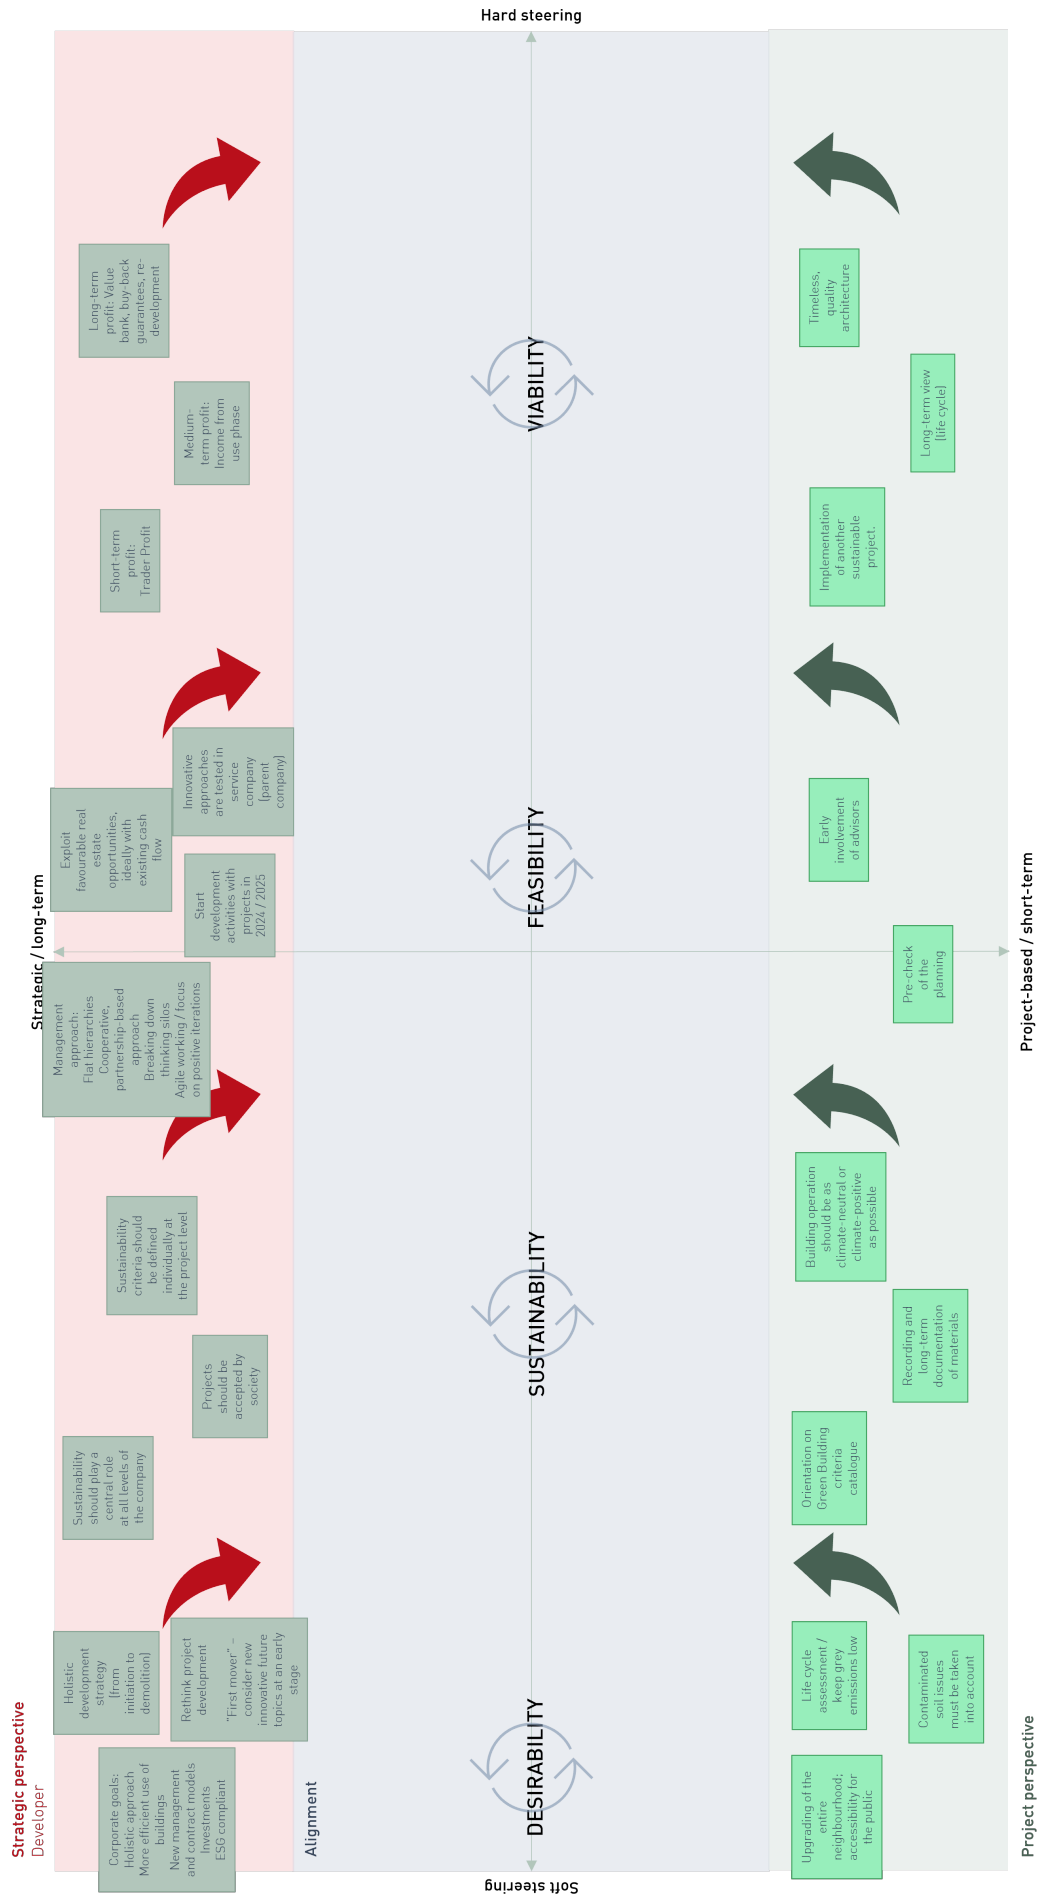 Hard steering
Strategic perspective
Developer
Strategic / long-term
Corporate goals:
Holistic approach
More efficient use of
buildings
New management
and contract models
Investments
ESG compliant
Holistic
development
strategy
(from
initiation to
demolition)
Rethink project
development
"First mover" –
consider new
innovative future
topics at an early
stage
Sustainability
should play a
central role
at all levels of
the company
Projects
should be
accepted by
society
Sustainability
criteria should
be defined
individually at
the project level
Management
approach:
Flat hierarchies
Cooperative,
partnership-based
approach
Breaking down
thinking silos
Agile working / focus
on positive iterations
Start
development
activities with
projects in
2024 / 2025
Exploit
favourable real
estate
opportunities,
ideally with
existing cash
flow
Innovative
approaches
are tested in
service
company
(parent
company)
Short-term
profit:
Trader Profit
Medium-
term profit:
Income from
use phase
Long-term
profit: Value
bank, buy-back
guarantees, re-
development
Alignment
DESIRABILITY
SUSTAINABILITY
FEASIBILITY
VIABILITY
Upgrading of the
entire
neighbourhood;
accessibility for
the public
Life cycle
assessment /
keep grey
emissions low
Contaminated
soil issues
must be taken
into account
Orientation on
Green Building
criteria
catalogue
Recording and
long-term
documentation
of materials
Building operation
should be as
climate-neutral or
climate-positive
as possible
Pre-check
of the
planning
Early
involvement
of advisors
Implementation
of another
sustainable
project.
Long-term view
(life cycle)
Timeless,
quality
architecture
Project perspective
Project-based / short-term
Soft steering